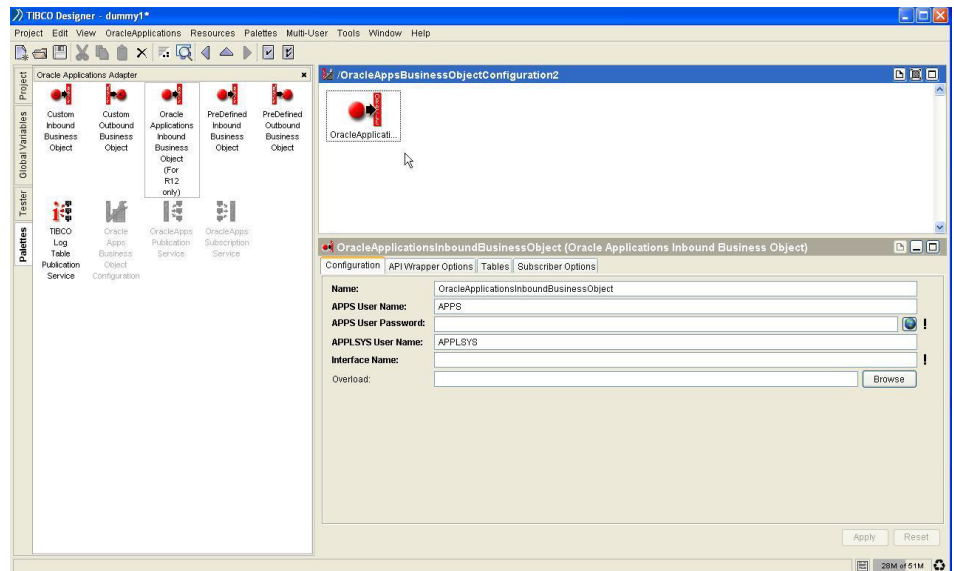 TIBCO Designer - dummy1*
Project Edit View OracleApplications Resources Palettes Multi-User Tools Window Help
Project
Global Variables
Tester
Palettes
Oracle Applications Adapter
Custom Inbound Business Object
Custom Outbound Business Object
Oracle Applications Inbound Business Object (For R12 only)
PreDefined Inbound Business Object
PreDefined Outbound Business Object
TIBCO Log Table Publication Service
Oracle Apps Business Object Configuration
OracleApps Publication Service
OracleApps Subscription Service
/OracleAppsBusinessObjectConfiguration2
OracleApplicati...
OracleApplicationsInboundBusinessObject (Oracle Applications Inbound Business Object)
Configuration API Wrapper Options Tables Subscriber Options
Name: OracleApplicationsInboundBusinessObject
APPS User Name: APPS
APPS User Password: !
APPLSYS User Name: APPLSYS
Interface Name: !
Overload: Browse
Apply Reset
28M of 51M